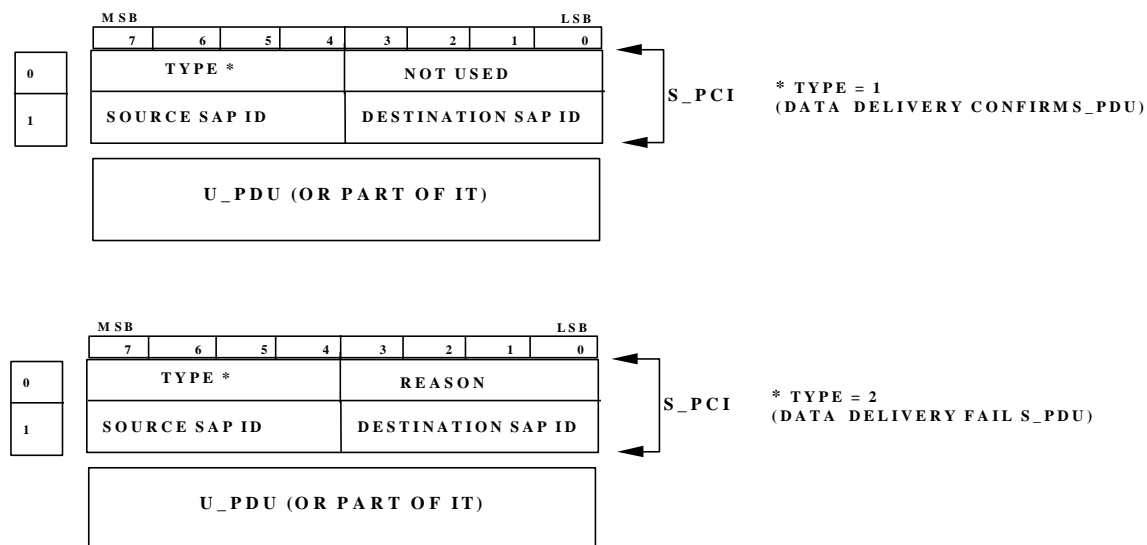 MSB LSB
7 6 5 4 3 2 1 0
0 TYPE * NOT USED
1 SOURCE SAP ID DESTINATION SAP ID
S_PCI
* TYPE = 1
(DATA DELIVERY CONFIRMS_PDU)
U_PDU (OR PART OF IT)
MSB LSB
7 6 5 4 3 2 1 0
0 TYPE * REASON
1 SOURCE SAP ID DESTINATION SAP ID
S_PCI
* TYPE = 2
(DATA DELIVERY FAIL S_PDU)
U_PDU (OR PART OF IT)